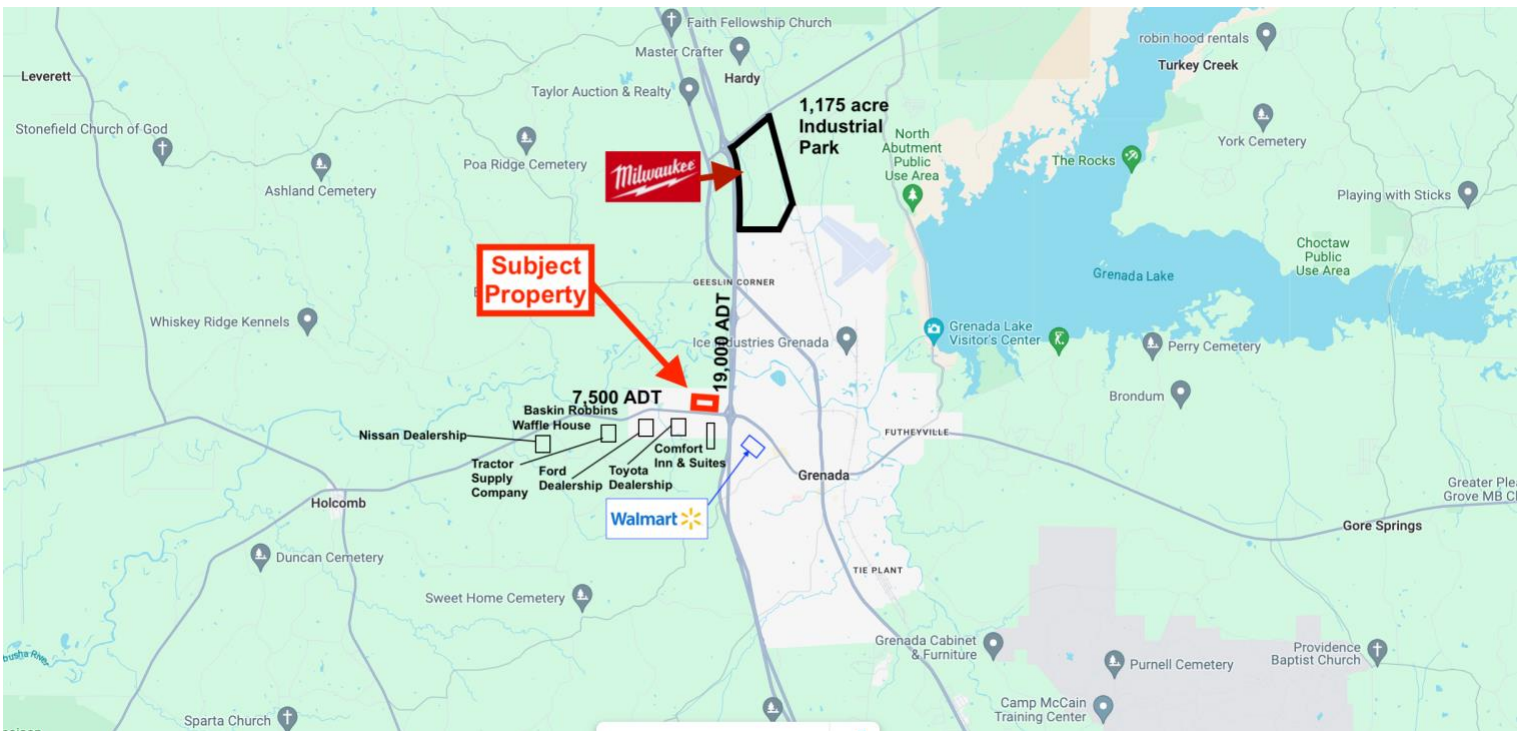 Faith Fellowship Church
Master Crafter
Hardy
Leverett
Taylor Auction & Realty
robin hood rentals
Turkey Creek
1,175 acre
Industrial
Park
Stonefield Church of God
Poa Ridge Cemetery
Ashland Cemetery
Milwaukee
North
Abutment
Public
Use Area
The Rocks
York Cemetery
Playing with Sticks
Choctaw
Public
Use Area
Subject
Property
GEESLIN CORNER
Grenada Lake
Whiskey Ridge Kennels
19,000 ADT
Ice Industries Grenada
Grenada Lake
Visitor's Center
Perry Cemetery
Brondum
7,500 ADT
Baskin Robbins
Waffle House
Nissan Dealership
Tractor
Supply
Company
Ford
Dealership
Toyota
Dealership
Comfort
Inn & Suites
FUTHEYVILLE
Grenada
Walmart
Holcomb
Greater Plea
Grove MB Ch
Gore Springs
Duncan Cemetery
Sweet Home Cemetery
TIE PLANT
Grenada Cabinet
& Furniture
Purnell Cemetery
Providence
Baptist Church
Camp McCain
Training Center
Sparta Church
busha River